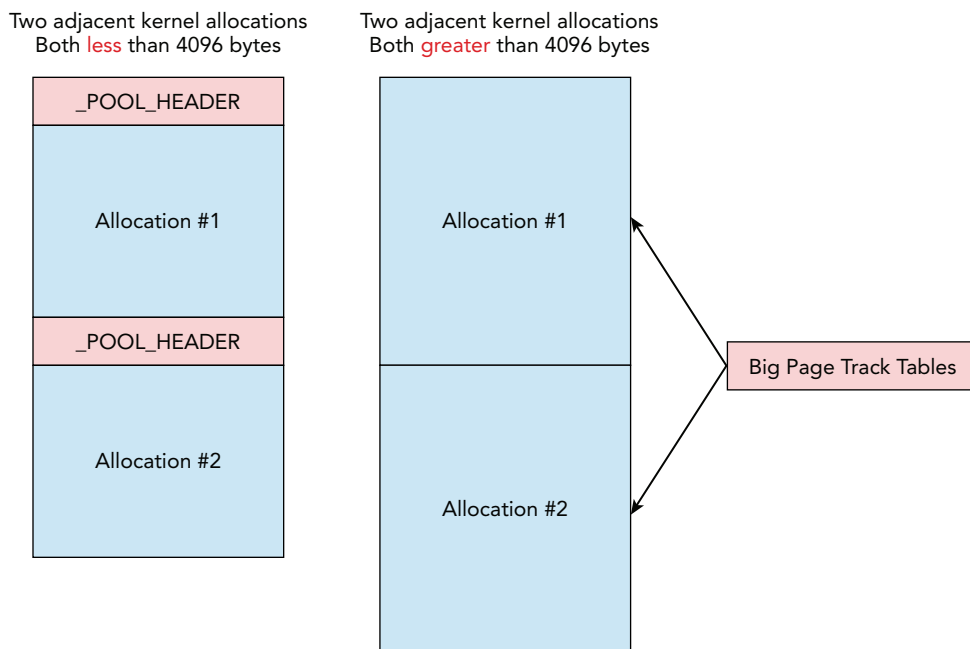 Two adjacent kernel allocations
Both less than 4096 bytes
_POOL_HEADER
Allocation #1
_POOL_HEADER
Allocation #2
Two adjacent kernel allocations
Both greater than 4096 bytes
Allocation #1
Allocation #2
Big Page Track Tables